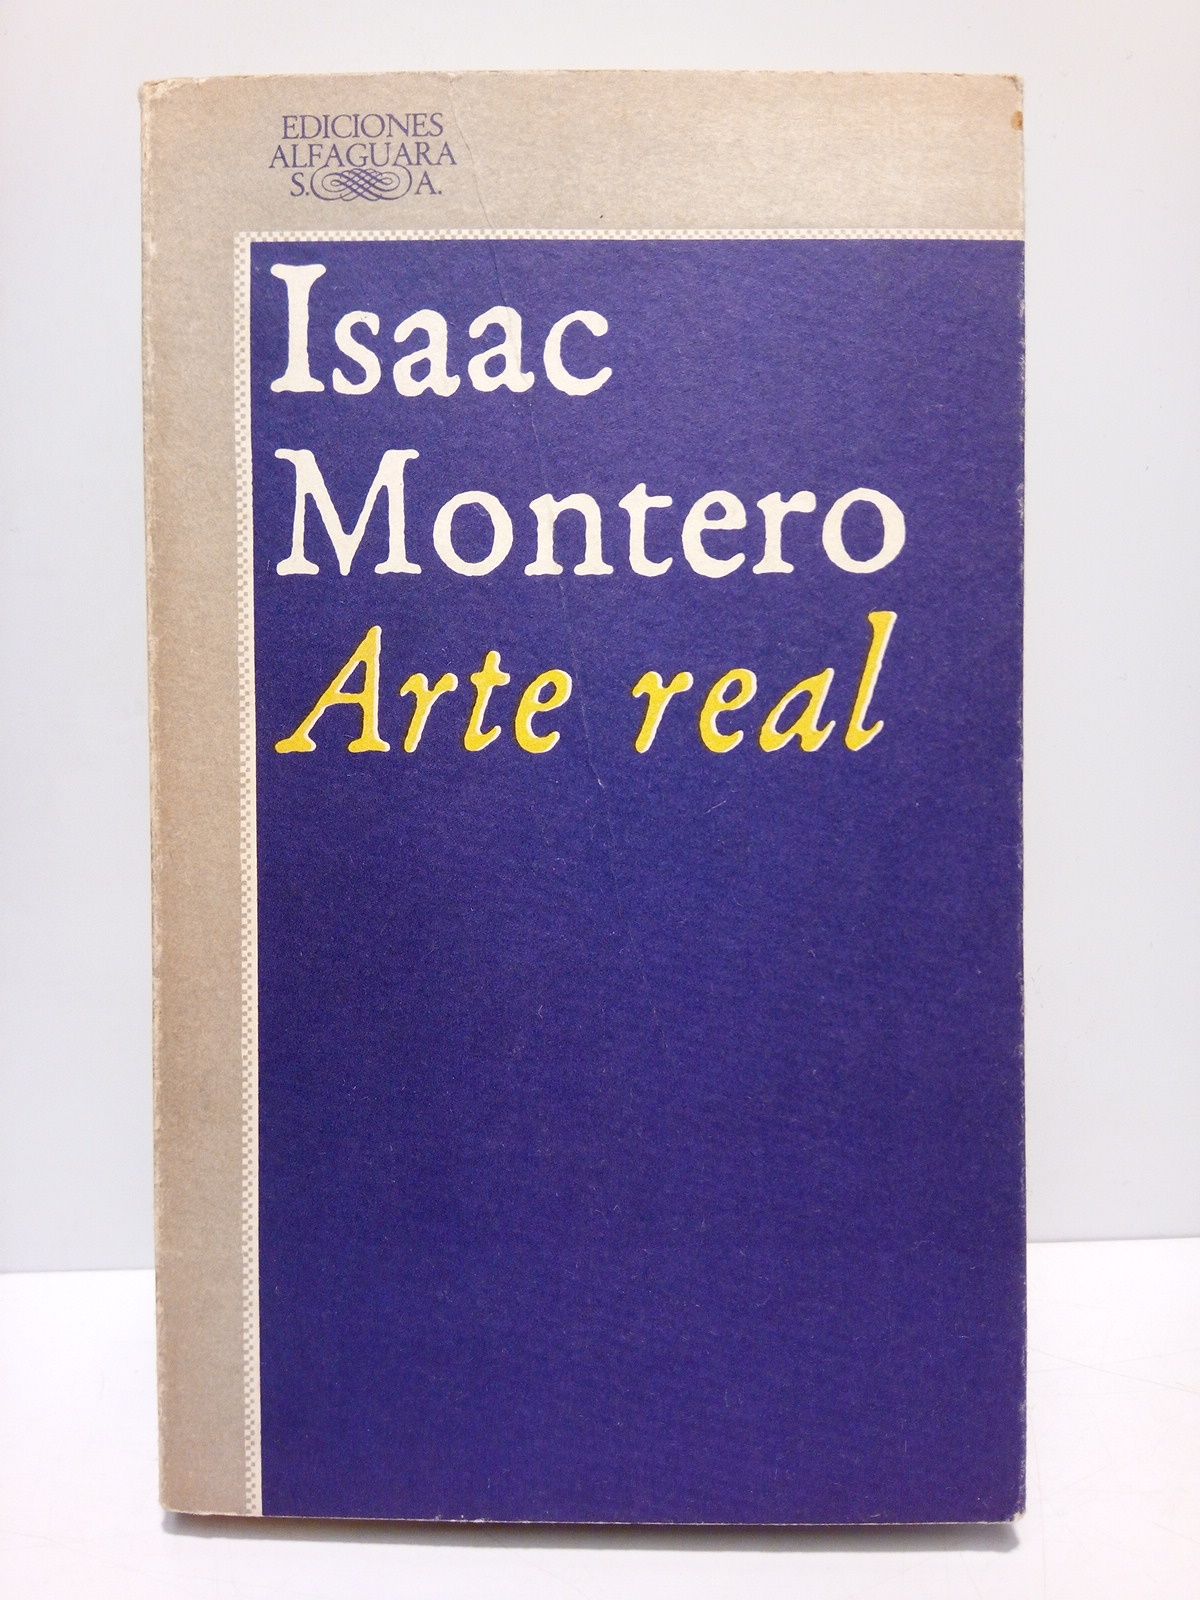 EDICIONES
ALFAGUARA
S. A.
Isaac
Montero
Arte real